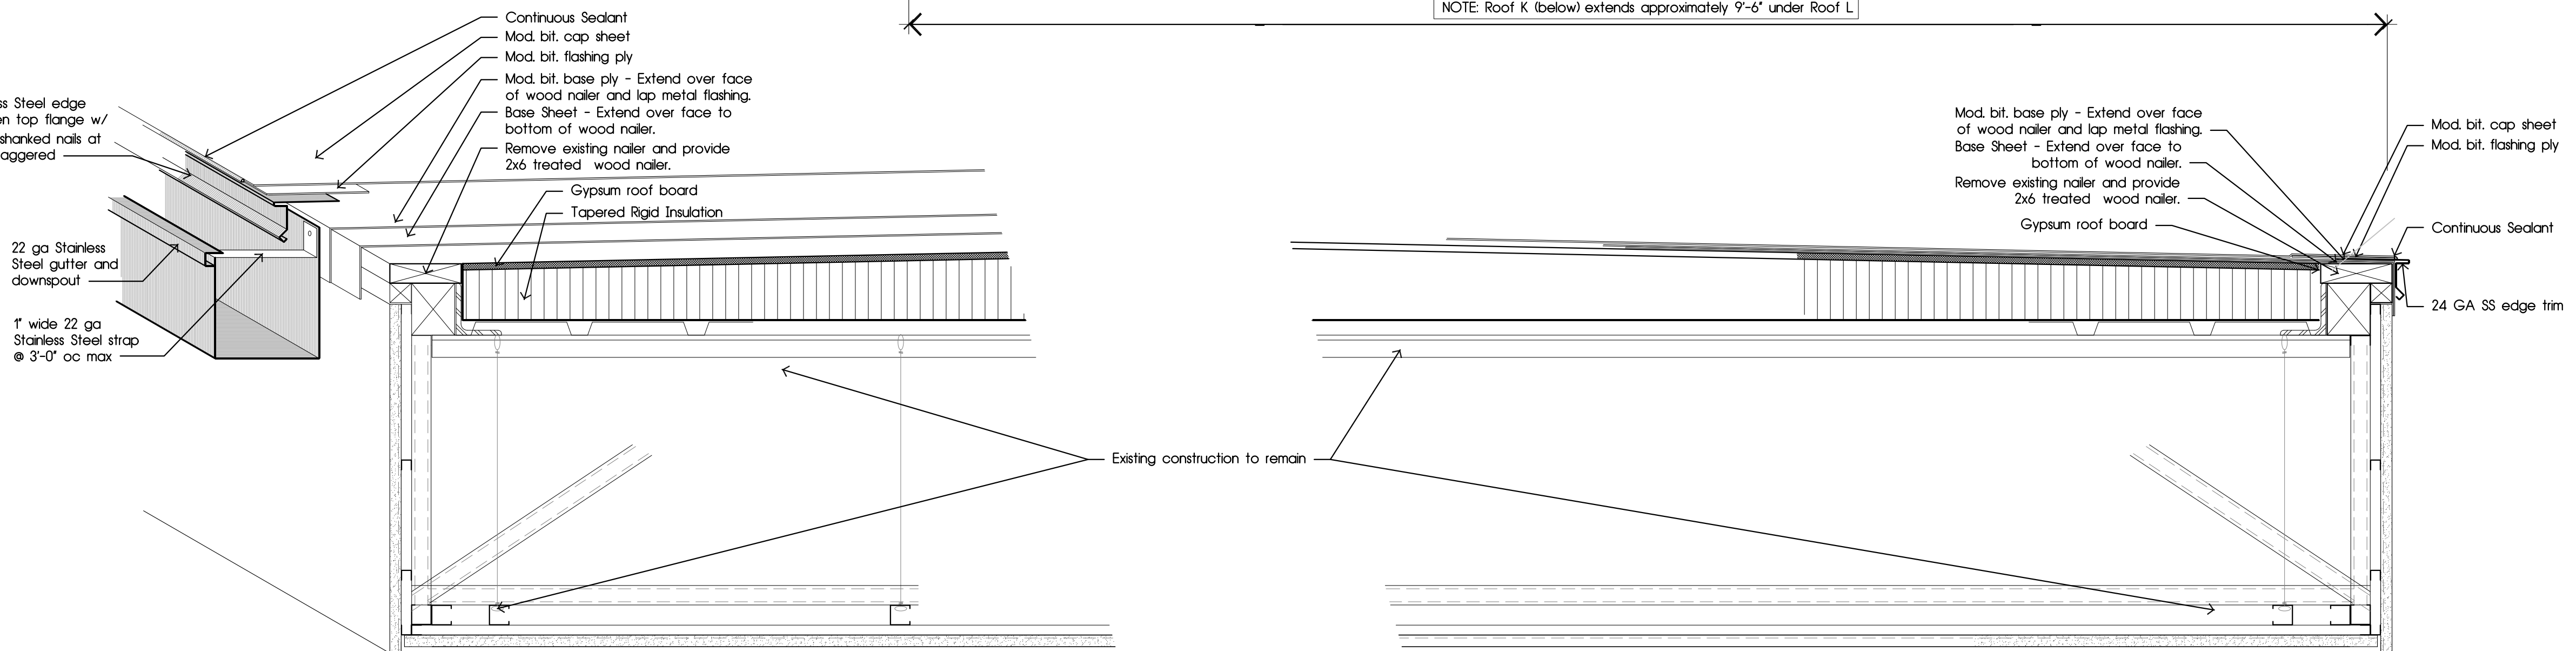 NOTE: Roof K (below) extends approximately 9'-6" under Roof L
Continuous Sealant
Mod. bit. cap sheet
Mod. bit. flashing ply
Mod. bit. base ply - Extend over face
of wood nailer and lap metal flashing.
Base Sheet - Extend over face to
bottom of wood nailer.
Remove existing nailer and provide
2x6 treated wood nailer.
Gypsum roof board
Tapered Rigid Insulation
Steel edge
top flange w/
shanked nails at
22 ga Stainless
Steel gutter and
downspout
1" wide 22 ga
Stainless Steel strap
@ 3'-0" oc max
Existing construction to remain
Mod. bit. base ply - Extend over face
of wood nailer and lap metal flashing.
Base Sheet - Extend over face to
bottom of wood nailer.
Remove existing nailer and provide
2x6 treated wood nailer.
Gypsum roof board
Mod. bit. cap sheet
Mod. bit. flashing ply
Continuous Sealant
24 GA SS edge trim